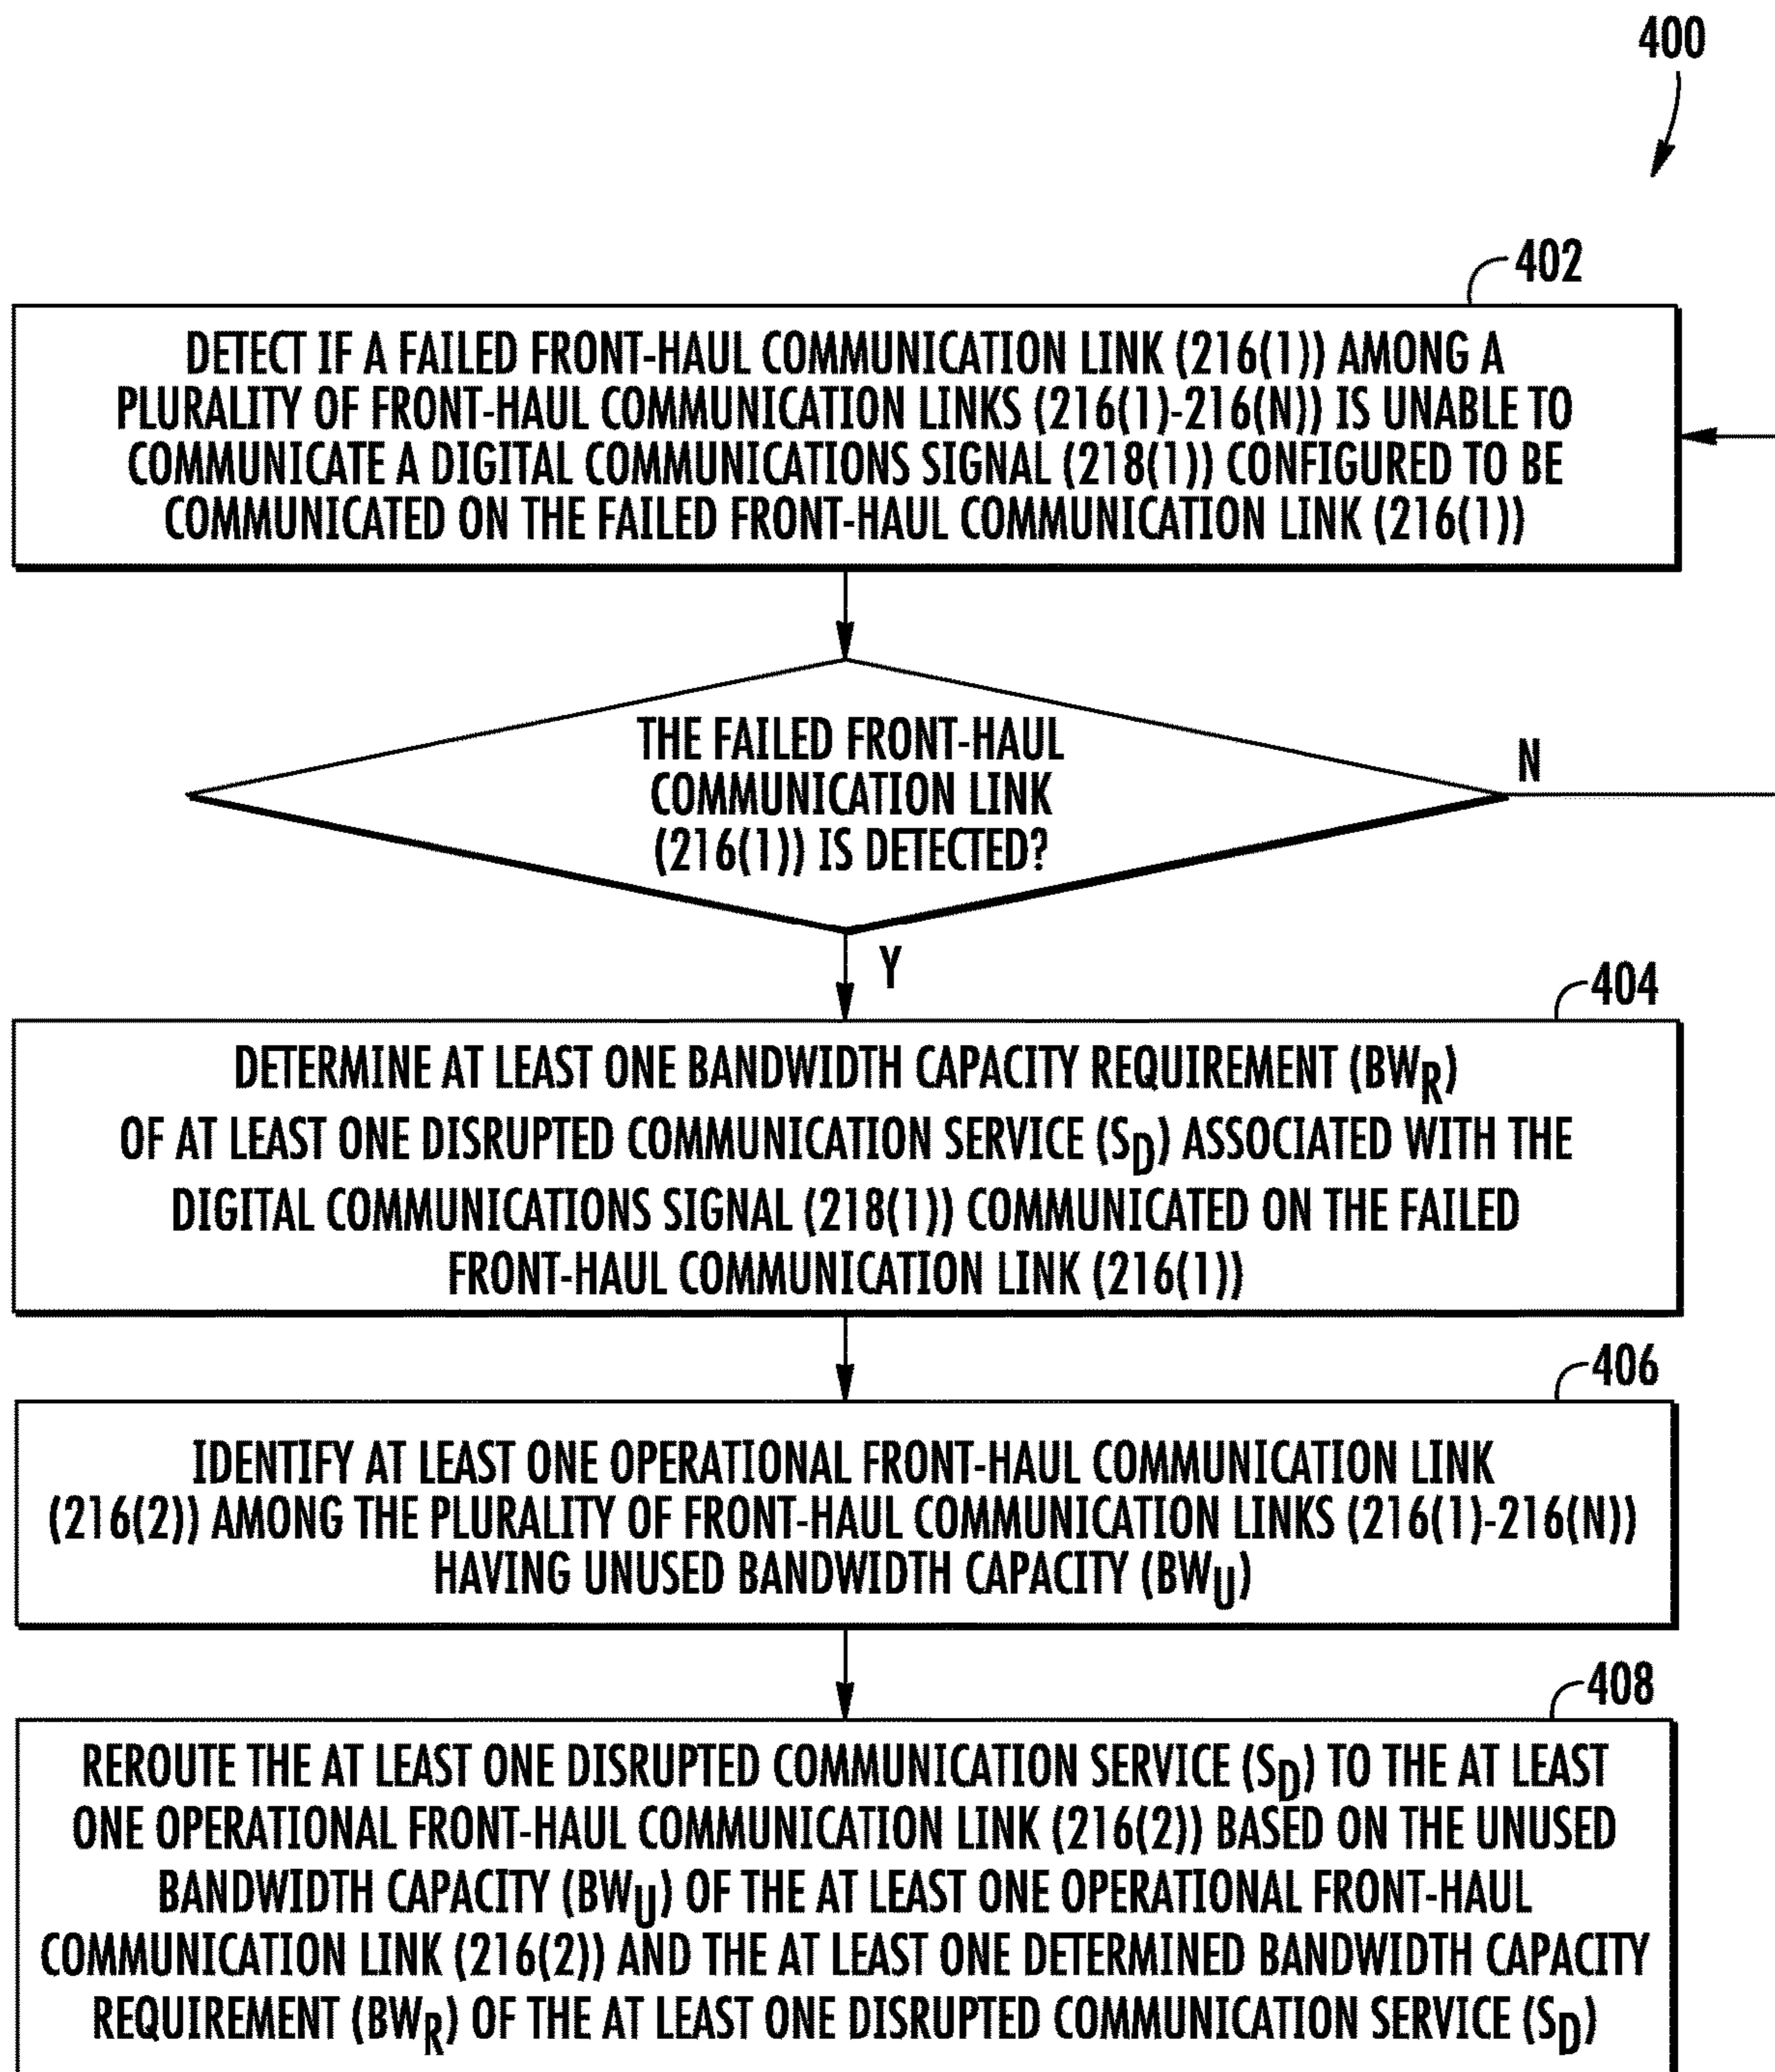 400
402
DETECT IF A FAILED FRONT-HAUL COMMUNICATION LINK (216(1)) AMONG A
PLURALITY OF FRONT-HAUL COMMUNICATION LINKS (216(1)-216(N)) IS UNABLE TO
COMMUNICATE A DIGITAL COMMUNICATIONS SIGNAL (218(1)) CONFIGURED TO BE
COMMUNICATED ON THE FAILED FRONT-HAUL COMMUNICATION LINK (216(1))
THE FAILED FRONT-HAUL
COMMUNICATION LINK
(216(1)) IS DETECTED?
N
Y
404
DETERMINE AT LEAST ONE BANDWIDTH CAPACITY REQUIREMENT (BWR)
OF AT LEAST ONE DISRUPTED COMMUNICATION SERVICE (SD) ASSOCIATED WITH THE
DIGITAL COMMUNICATIONS SIGNAL (218(1)) COMMUNICATED ON THE FAILED
FRONT-HAUL COMMUNICATION LINK (216(1))
406
IDENTIFY AT LEAST ONE OPERATIONAL FRONT-HAUL COMMUNICATION LINK
(216(2)) AMONG THE PLURALITY OF FRONT-HAUL COMMUNICATION LINKS (216(1)-216(N))
HAVING UNUSED BANDWIDTH CAPACITY (BWU)
408
REROUTE THE AT LEAST ONE DISRUPTED COMMUNICATION SERVICE (SD) TO THE AT LEAST
ONE OPERATIONAL FRONT-HAUL COMMUNICATION LINK (216(2)) BASED ON THE UNUSED
BANDWIDTH CAPACITY (BWU) OF THE AT LEAST ONE OPERATIONAL FRONT-HAUL
COMMUNICATION LINK (216(2)) AND THE AT LEAST ONE DETERMINED BANDWIDTH CAPACITY
REQUIREMENT (BWR) OF THE AT LEAST ONE DISRUPTED COMMUNICATION SERVICE (SD)